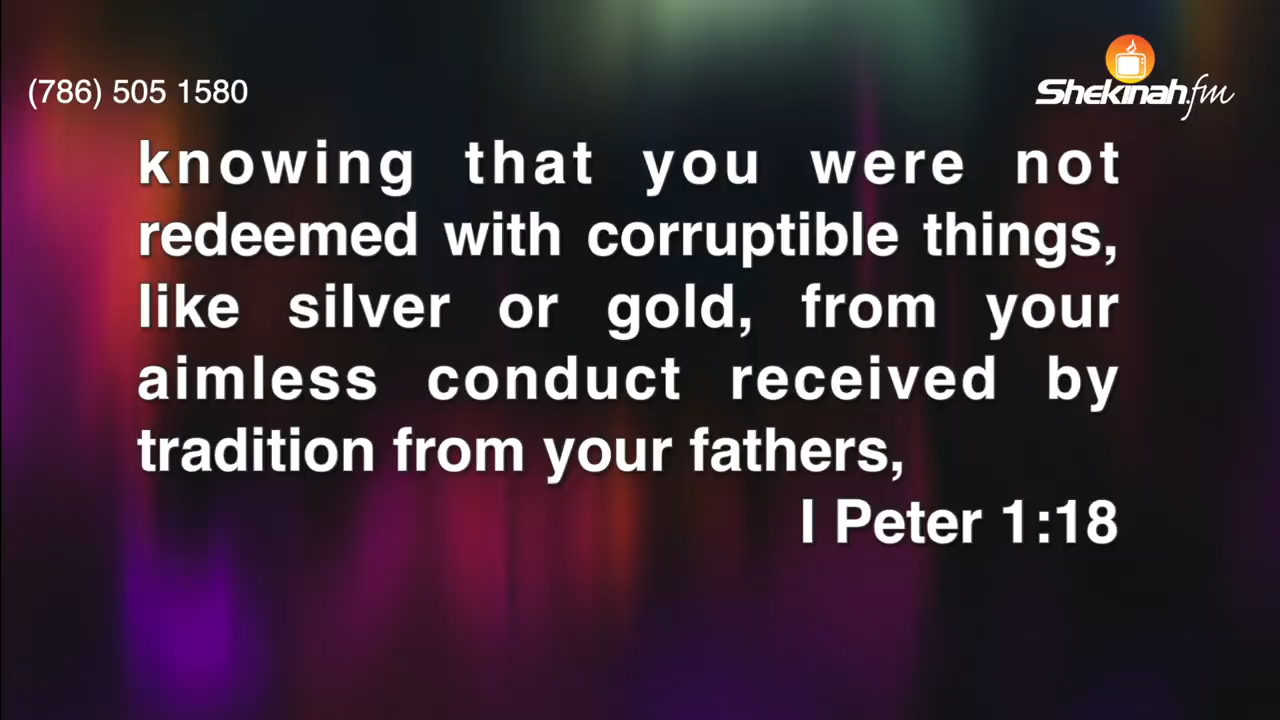 (786) 505 1580
Shekinah.fm
knowing that you were not
redeemed with corruptible things,
like silver or gold, from your
aimless conduct received by
tradition from your fathers,
I Peter 1:18